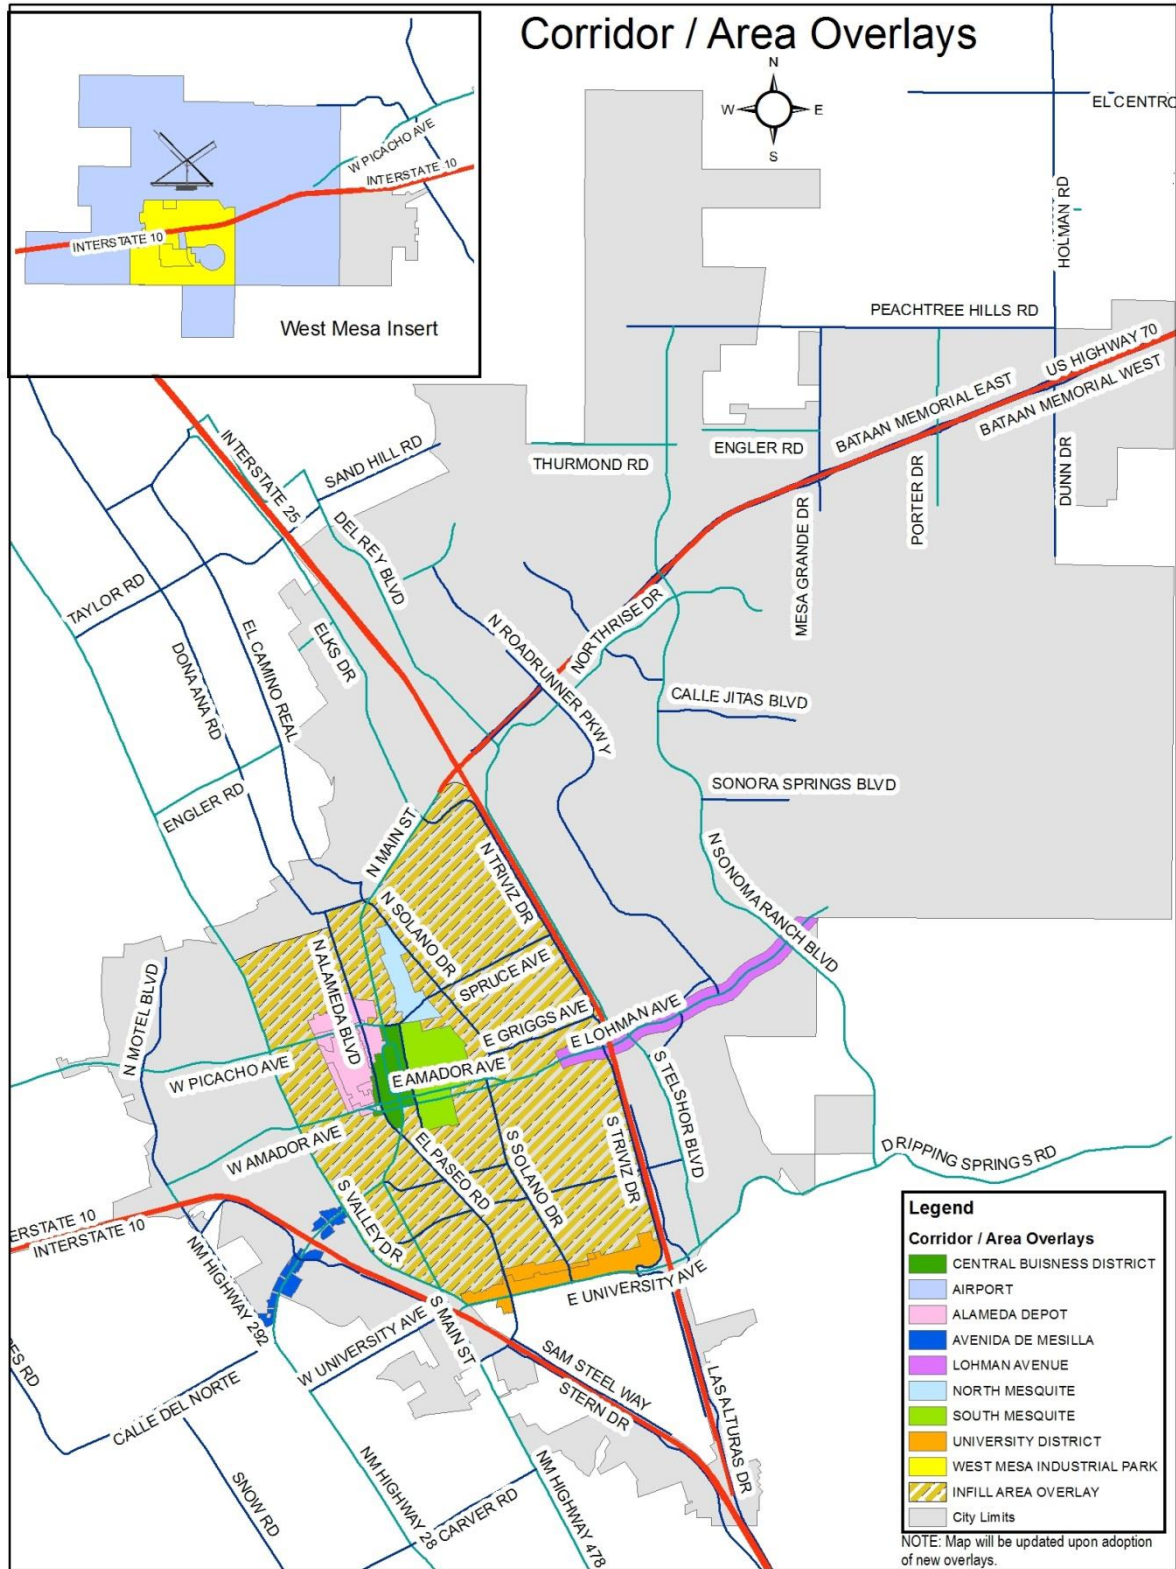 Corridor / Area Overlays
N
W
E
S
W PICACHO AVE
INTERSTATE 10
INTERSTATE 10
West Mesa Insert
EL CENTRO
HOLMAN RD
PEACHTREE HILLS RD
US HIGHWAY 70
BATAAN MEMORIAL EAST
BATAAN MEMORIAL WEST
ENGLER RD
THURMOND RD
MESA GRANDE DR
PORTER DR
DUNN DR
INTERSTATE 25
SAND HILL RD
DEL REY BLVD
TAYLOR RD
DONA ANA RD
EL CAMINO REAL
ELKS DR
N ROADRUNNER PKWY
NORTHRISE DR
CALLE JITAS BLVD
SONORA SPRINGS BLVD
ENGLER RD
N MAIN ST
N TRIVIZ DR
N SONOMA RANCH BLVD
N SOLANO DR
N ALAMEDA BLVD
SPRUCE AVE
N MOTEL BLVD
E GRIGGS AVE
E LOHMAN AVE
W PICACHO AVE
E AMADOR AVE
S TELSHOR BLVD
W AMADOR AVE
EL PASEO RD
S SOLANO DR
S TRIVIZ DR
DRIPPING SPRINGS RD
S VALLEY DR
ERSTATE 10
INTERSTATE 10
NM HIGHWAY 292
E UNIVERSITY AVE
W UNIVERSITY AVE
S MAIN ST
SAM STEEL WAY
STERN DR
LAS ALTURAS DR
ES RD
CALLE DEL NORTE
SNOW RD
NM HIGHWAY 28
CARVER RD
NM HIGHWAY 478
Legend
Corridor / Area Overlays
CENTRAL BUISNESS DISTRICT
AIRPORT
ALAMEDA DEPOT
AVENIDA DE MESILLA
LOHMAN AVENUE
NORTH MESQUITE
SOUTH MESQUITE
UNIVERSITY DISTRICT
WEST MESA INDUSTRIAL PARK
INFILL AREA OVERLAY
City Limits
NOTE: Map will be updated upon adoption
of new overlays.